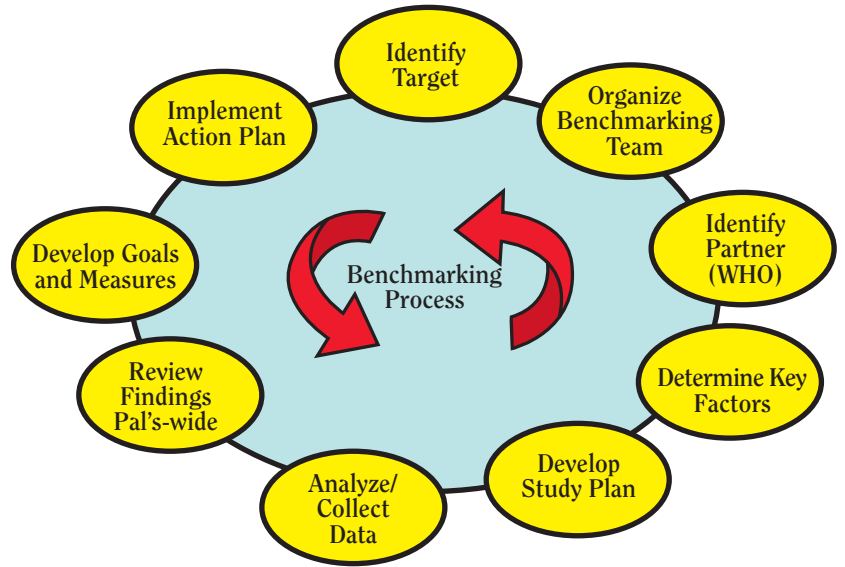 Identify
Target
Organize
Benchmarking
Team
Identify
Partner
(WHO)
Determine Key
Factors
Develop
Study Plan
Analyze/
Collect
Data
Review
Findings
Pal's-wide
Develop Goals
and Measures
Implement
Action Plan
Benchmarking
Process